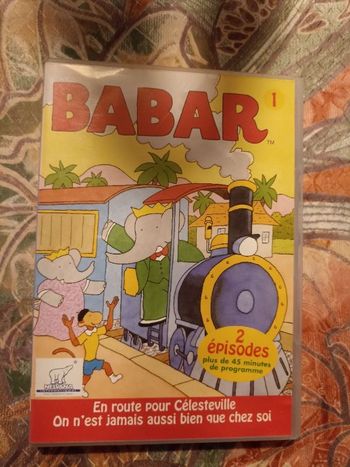 BABAR
1
TM
2
épisodes
plus de 45 minutes
de programme
En route pour Célesteville
On n'est jamais aussi bien que chez soi